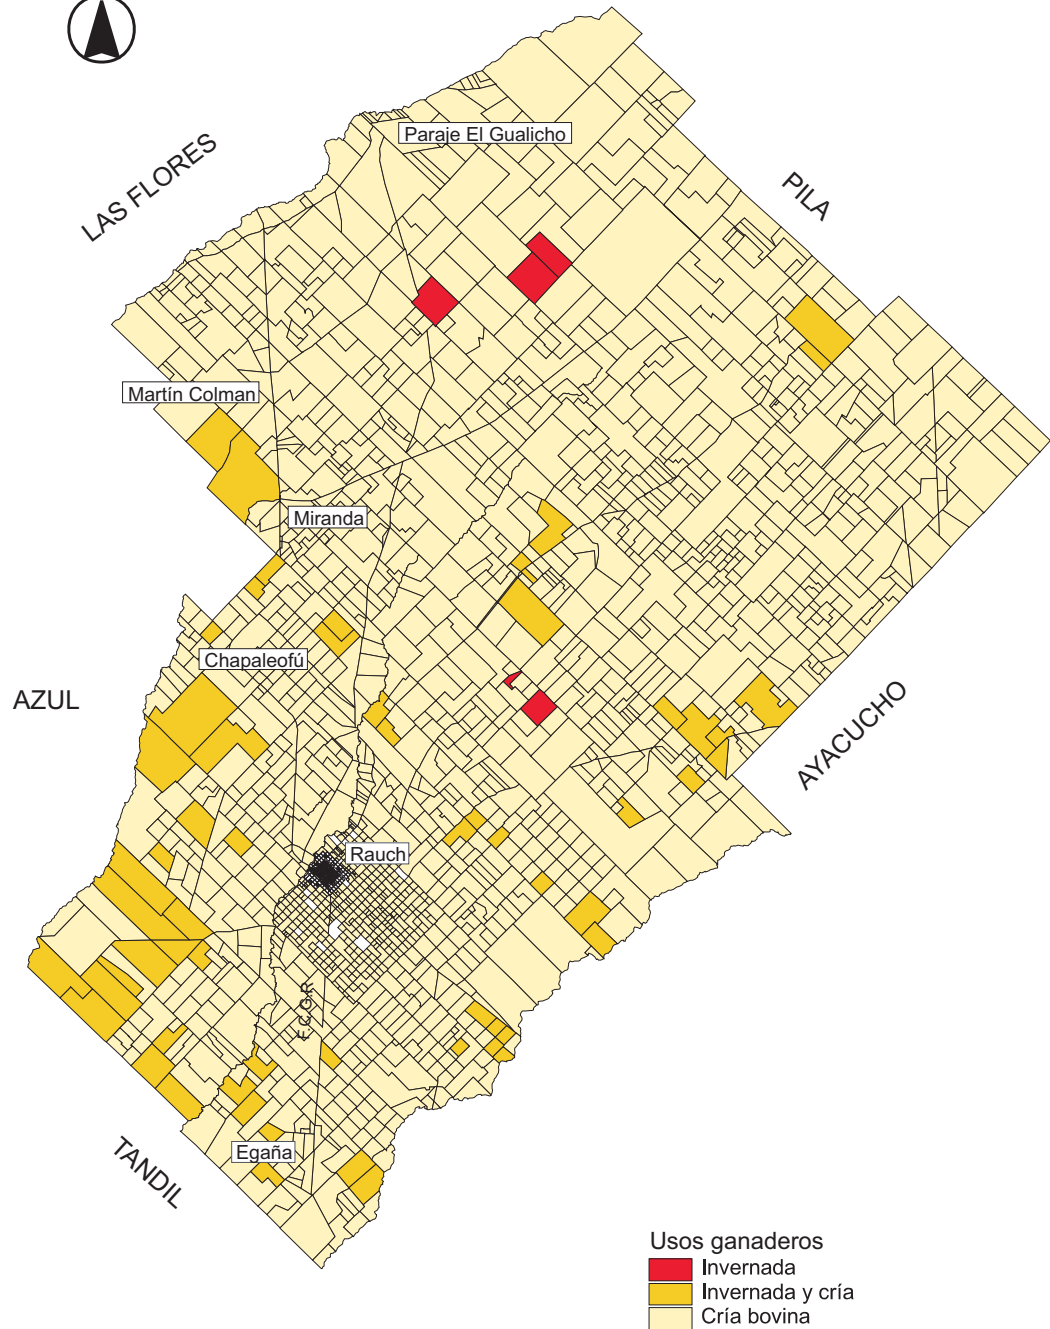 Paraje El Gualicho
LAS FLORES
PILA
Martín Colman
Miranda
Chapaleofú
AZUL
AYACUCHO
Rauch
F.C.G.R.
Egaña
TANDIL
Usos ganaderos
Invernada
Invernada y cría
Cría bovina